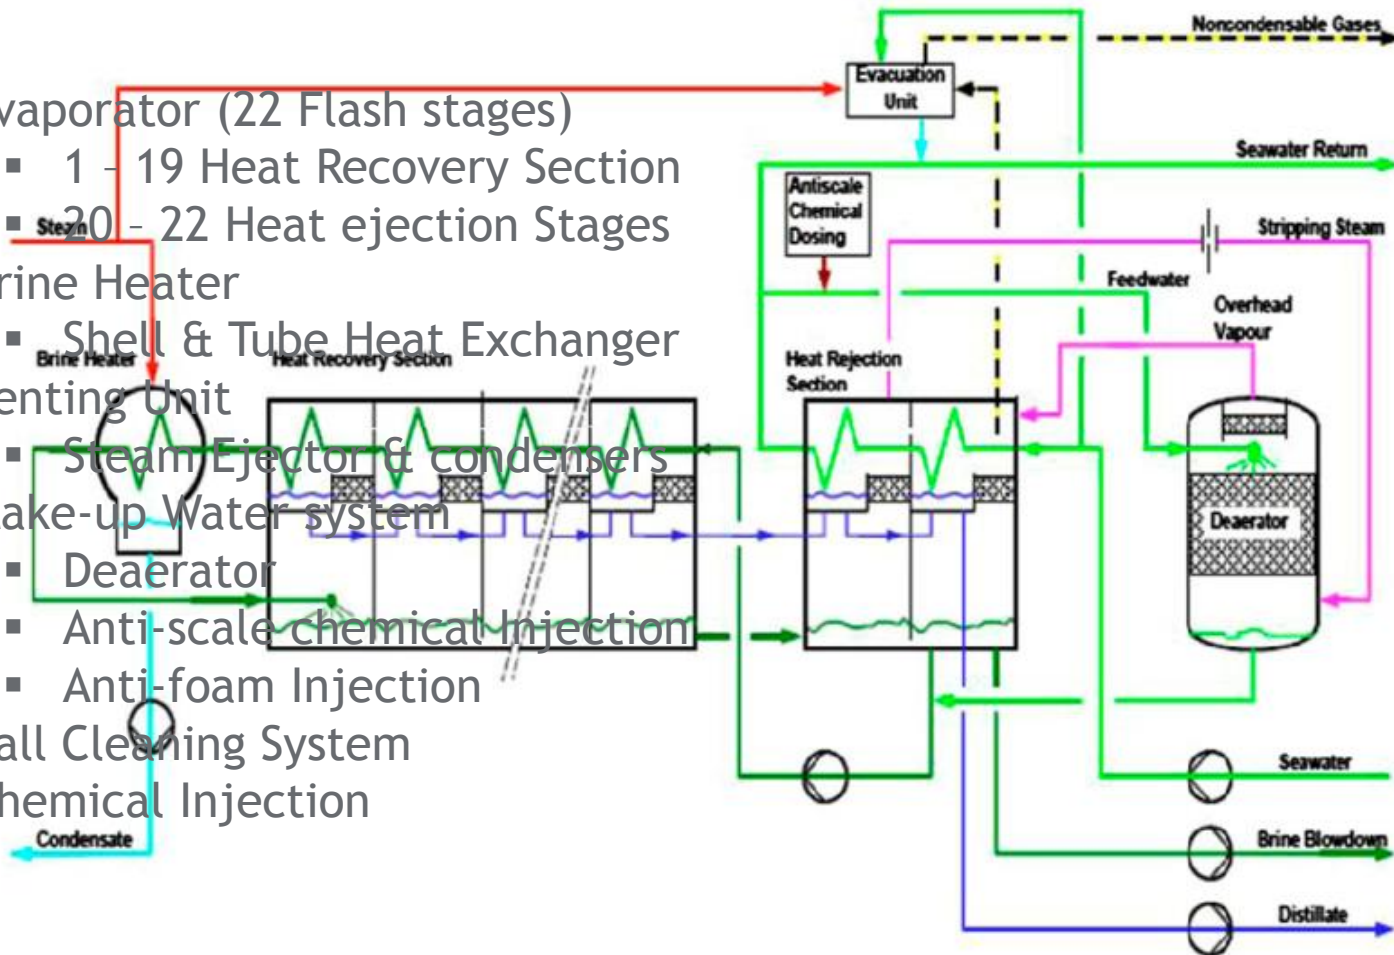 vaporator (22 Flash stages)
▪ 1 - 19 Heat Recovery Section
▪ 20 - 22 Heat ejection Stages
rine Heater
▪ Shell & Tube Heat Exchanger
enting Unit
▪ Steam Ejector & condensers
ake-up Water system
▪ Deaerator
▪ Anti-scale chemical Injection
▪ Anti-foam Injection
all Cleaning System
hemical Injection
Noncondensable Gases
Evacuation
Unit
Seawater Return
Antiscale
Chemical
Dosing
Steam
Stripping Steam
Feedwater
Overhead
Vapour
Brine Heater
Heat Recovery Section
Heat Rejection
Section
Deaerator
Seawater
Condensate
Brine Blowdown
Distillate